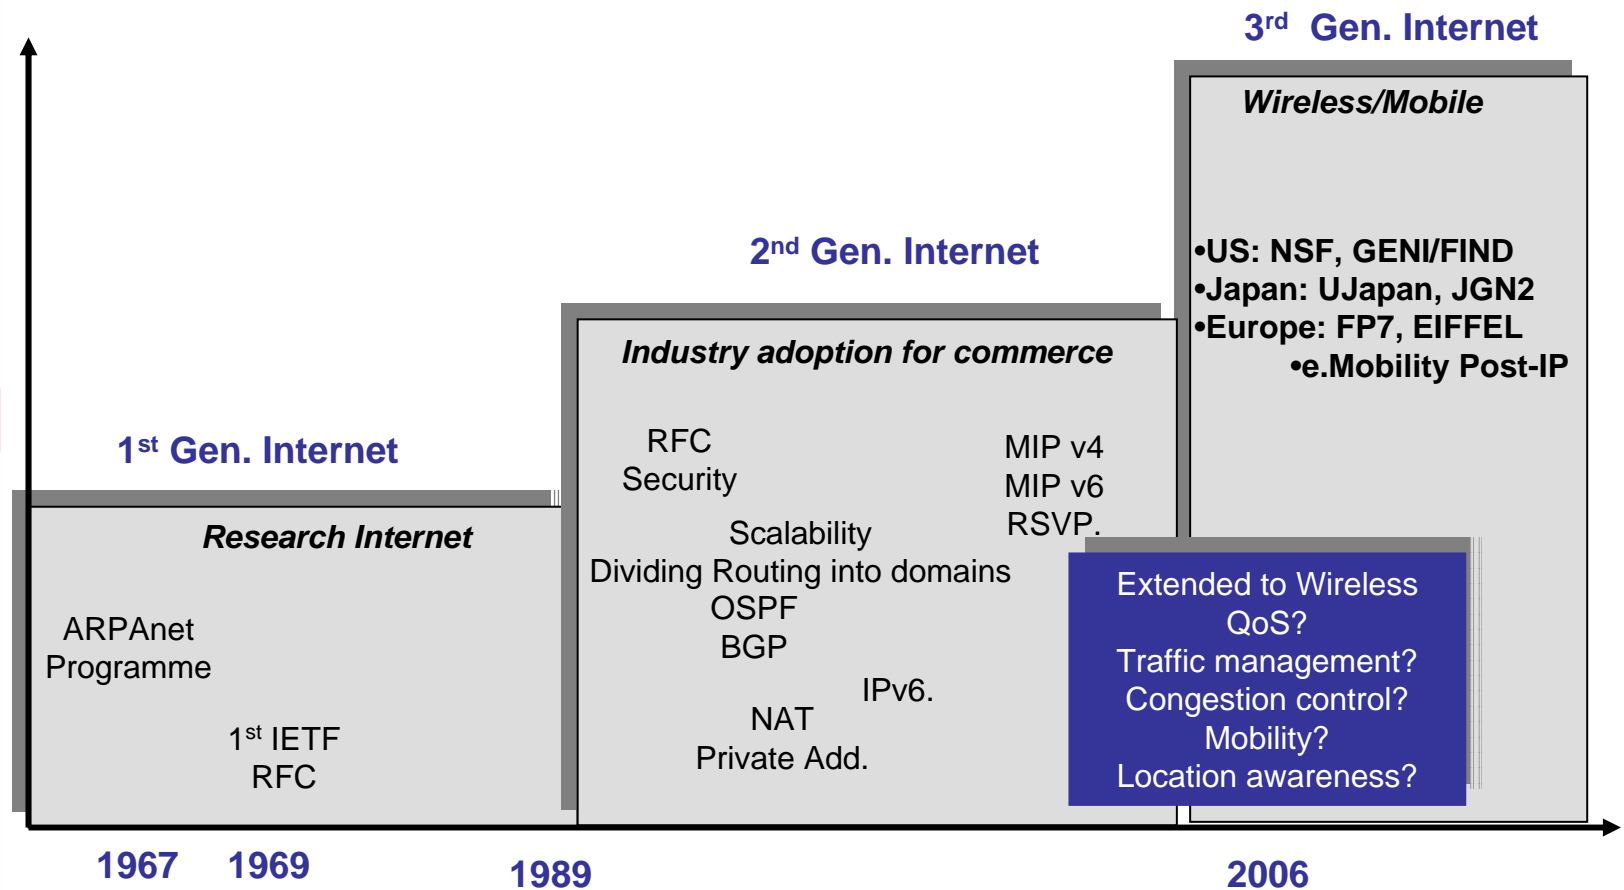 3rd Gen. Internet
Wireless/Mobile
•US: NSF, GENI/FIND
•Japan: UJapan, JGN2
•Europe: FP7, EIFFEL
•e.Mobility Post-IP
2nd Gen. Internet
Industry adoption for commerce
RFC
Security
MIP v4
MIP v6
RSVP.
Scalability
Dividing Routing into domains
OSPF
BGP
IPv6.
NAT
Private Add.
Extended to Wireless
QoS?
Traffic management?
Congestion control?
Mobility?
Location awareness?
1st Gen. Internet
Research Internet
ARPAnet
Programme
1st IETF
RFC
1967
1969
1989
2006